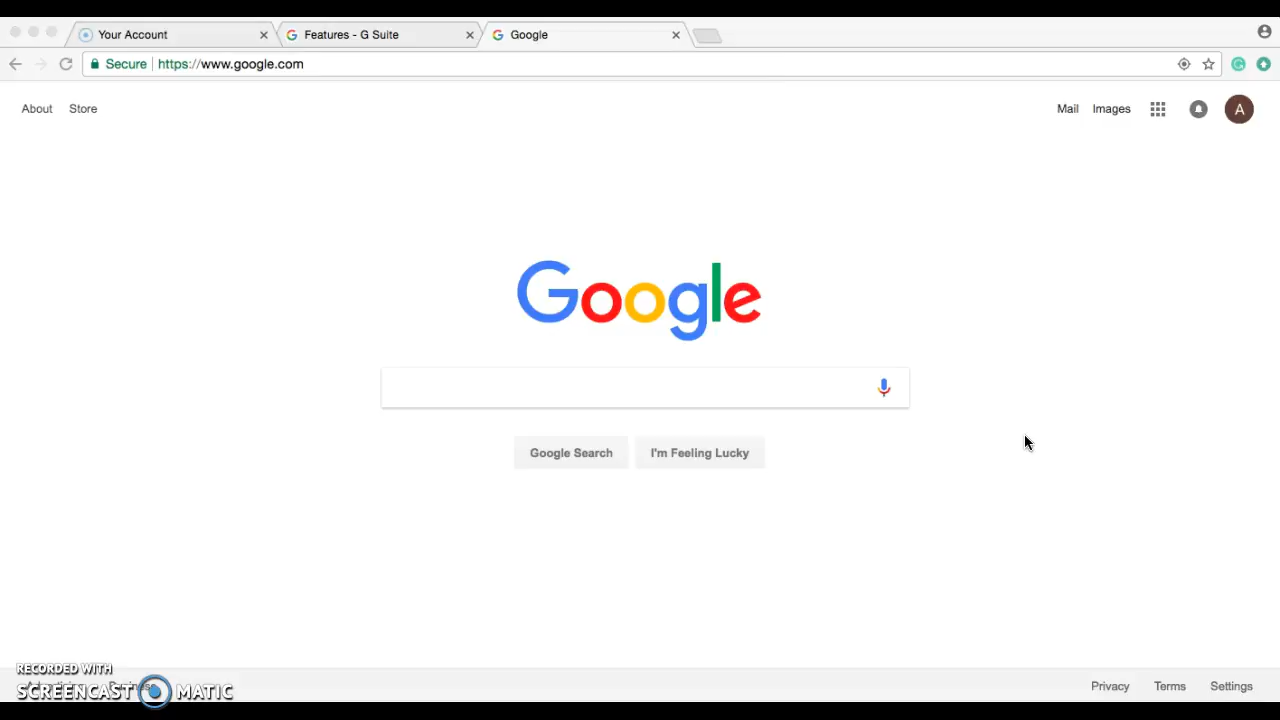 Your Account
Features - G Suite
Google
Secure
https://www.google.com
About
Store
Mail
Images
A
Google
Google Search
I'm Feeling Lucky
RECORDED WITH
SCREENCAST MATIC
Privacy
Terms
Settings